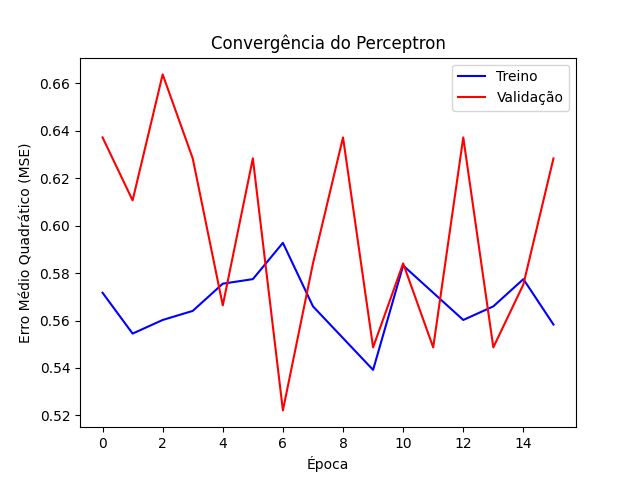 Convergência do Perceptron
Treino
Validação
Erro Médio Quadrático (MSE)
0.66
0.64
0.62
0.60
0.58
0.56
0.54
0.52
0 2 4 6 8 10 12 14
Época